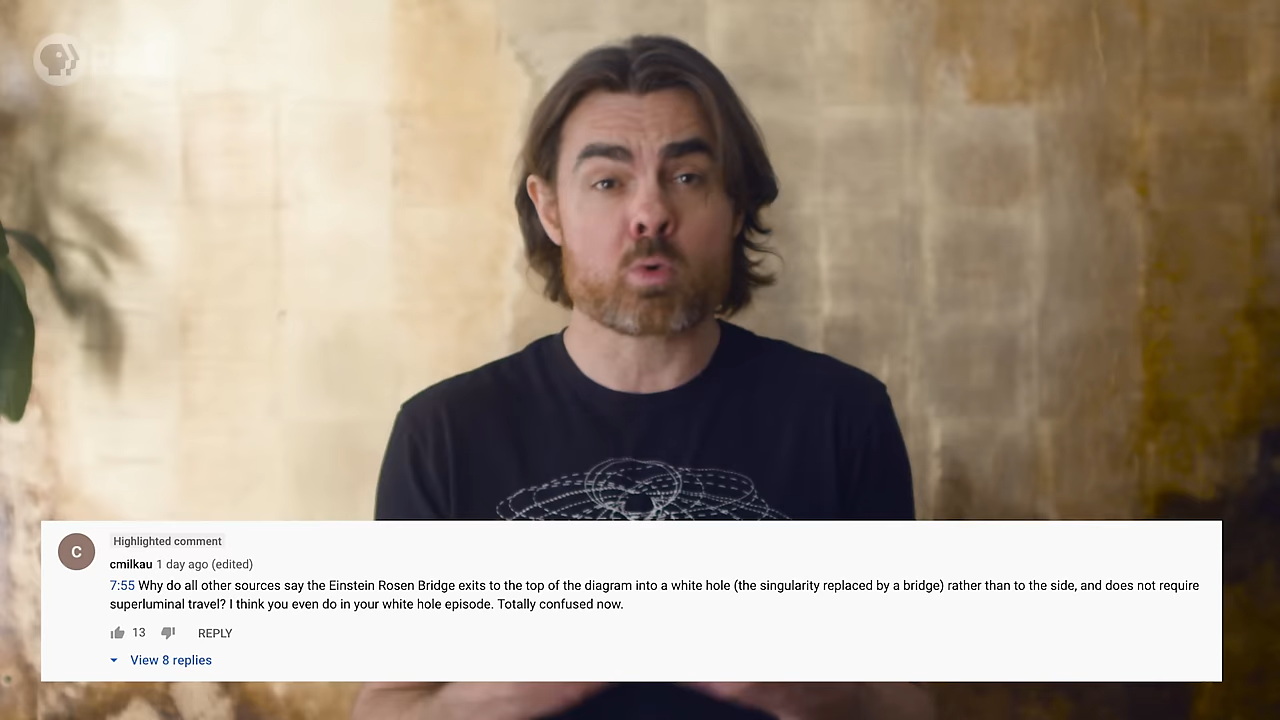 Highlighted comment
C
cmilkau 1 day ago (edited)
7:55 Why do all other sources say the Einstein Rosen Bridge exits to the top of the diagram into a white hole (the singularity replaced by a bridge) rather than to the side, and does not require
superluminal travel? I think you even do in your white hole episode. Totally confused now.
13 REPLY
View 8 replies